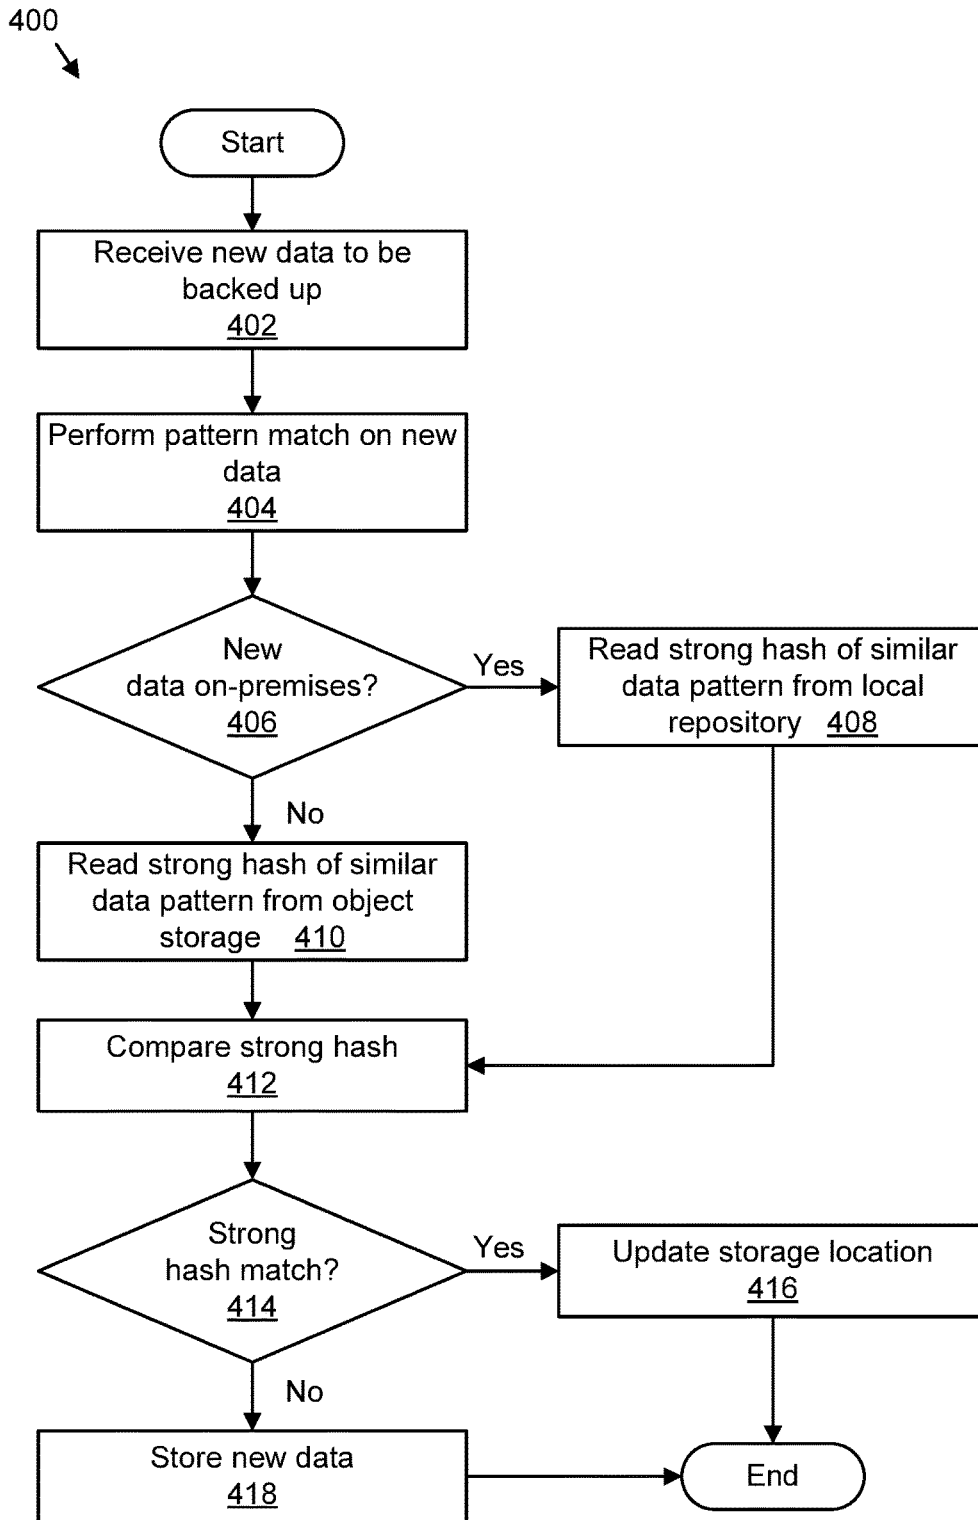 400
Start
Receive new data to be
backed up
402
Perform pattern match on new
data
404
New
data on-premises?
406
Yes
Read strong hash of similar
data pattern from local
repository 408
No
Read strong hash of similar
data pattern from object
storage 410
Compare strong hash
412
Strong
hash match?
414
Yes
Update storage location
416
No
Store new data
418
End